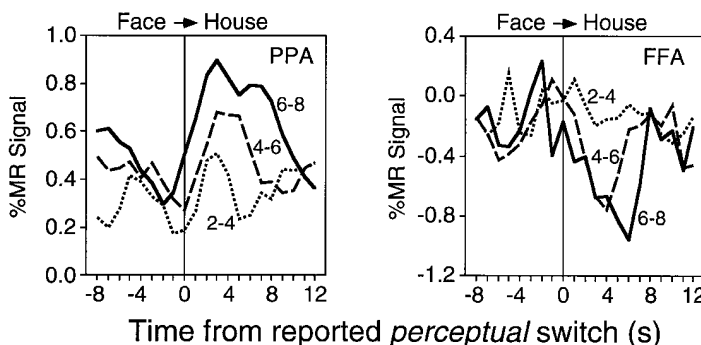 Face → House
PPA
%MR Signal
1.0
0.8
0.6
0.4
0.2
0.0
6-8
4-6
2-4
-8 -4 0 4 8 12
Face → House
FFA
%MR Signal
0.4
0.0
-0.4
-0.8
-1.2
2-4
4-6
6-8
-8 -4 0 4 8 12
Time from reported perceptual switch (s)